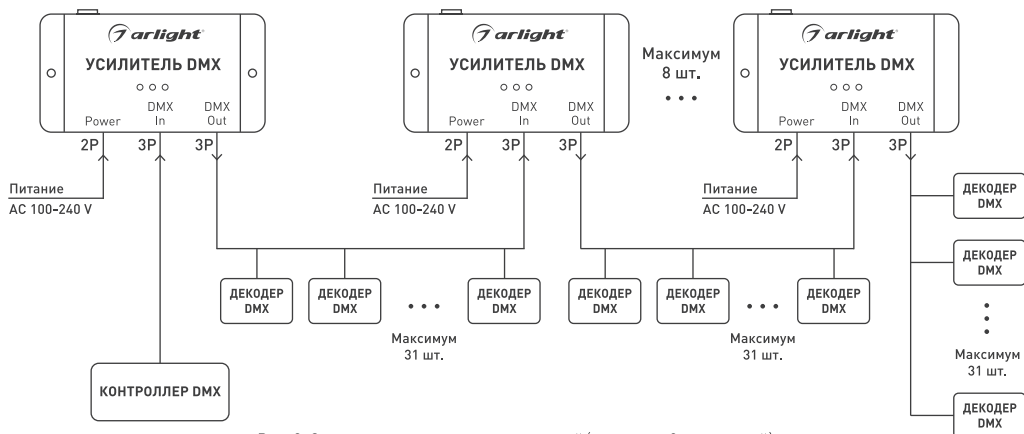 arlight
УСИЛИТЕЛЬ DMX
Power
DMX In
DMX Out
2P
3P
3P
Питание
AC 100-240 V
arlight
УСИЛИТЕЛЬ DMX
Power
DMX In
DMX Out
2P
3P
3P
Питание
AC 100-240 V
Максимум
8 шт.
arlight
УСИЛИТЕЛЬ DMX
Power
DMX In
DMX Out
2P
3P
3P
Питание
AC 100-240 V
ДЕКОДЕР
DMX
ДЕКОДЕР
DMX
ДЕКОДЕР
DMX
Максимум
31 шт.
ДЕКОДЕР
DMX
ДЕКОДЕР
DMX
ДЕКОДЕР
DMX
Максимум
31 шт.
ДЕКОДЕР
DMX
ДЕКОДЕР
DMX
Максимум
31 шт.
ДЕКОДЕР
DMX
КОНТРОЛЛЕР DMX